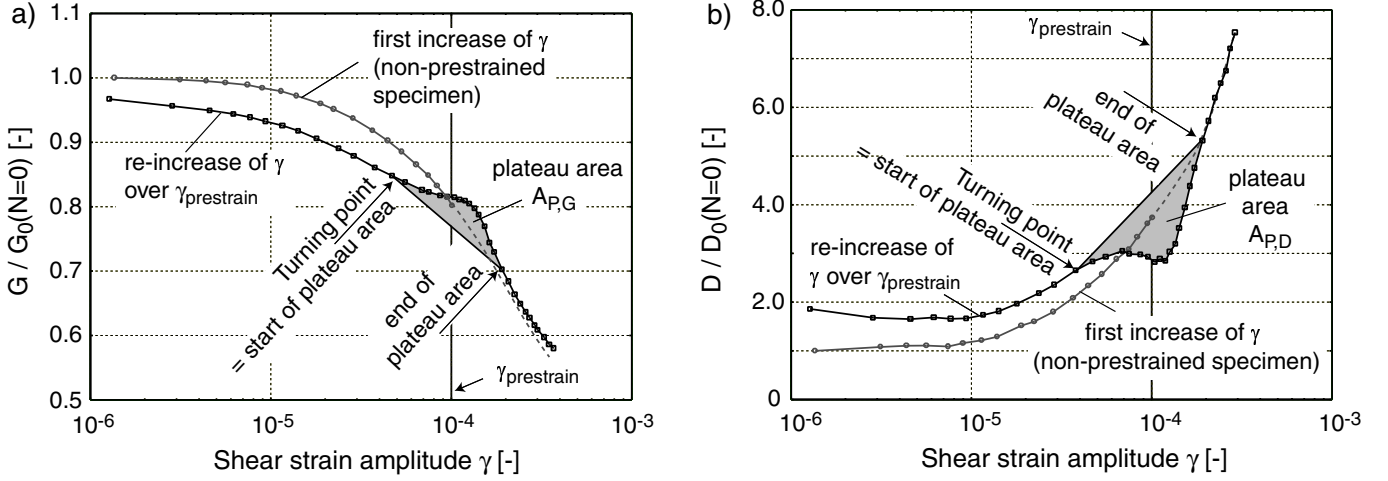 a)
1.1
1.0
0.9
0.8
0.7
0.6
0.5
G / G0(N=0) [-]
first increase of γ
(non-prestrained
specimen)
re-increase of γ
over γprestrain
plateau area
AP,G
Turning point
= start of plateau area
end of
plateau area
γprestrain
10-6
10-5
10-4
10-3
Shear strain amplitude γ [-]
b)
8.0
6.0
4.0
2.0
0
D / D0(N=0) [-]
γprestrain
end of
plateau area
Turning point
= start of plateau area
plateau
area
AP,D
re-increase of
γ over γprestrain
first increase of γ
(non-prestrained specimen)
10-6
10-5
10-4
10-3
Shear strain amplitude γ [-]